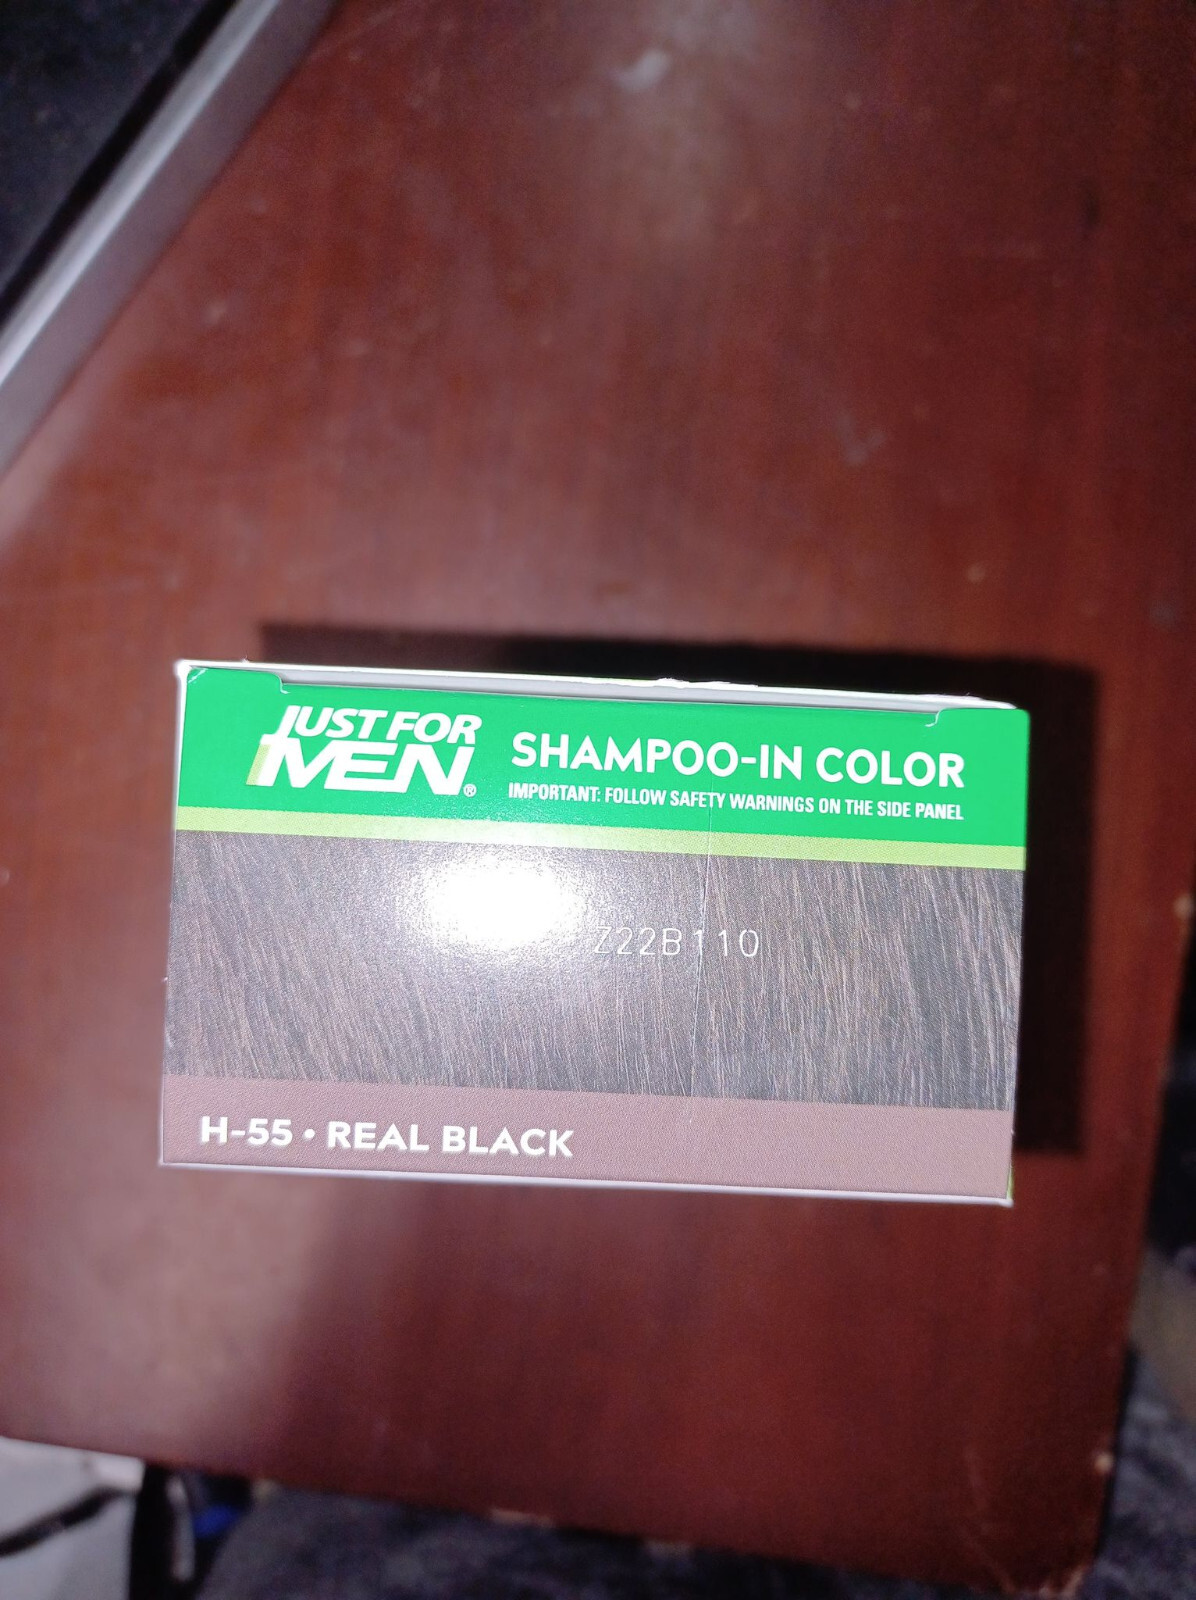 JUST FOR
MEN®
SHAMPOO-IN COLOR
IMPORTANT: FOLLOW SAFETY WARNINGS ON THE SIDE PANEL
Z22B110
H-55 • REAL BLACK